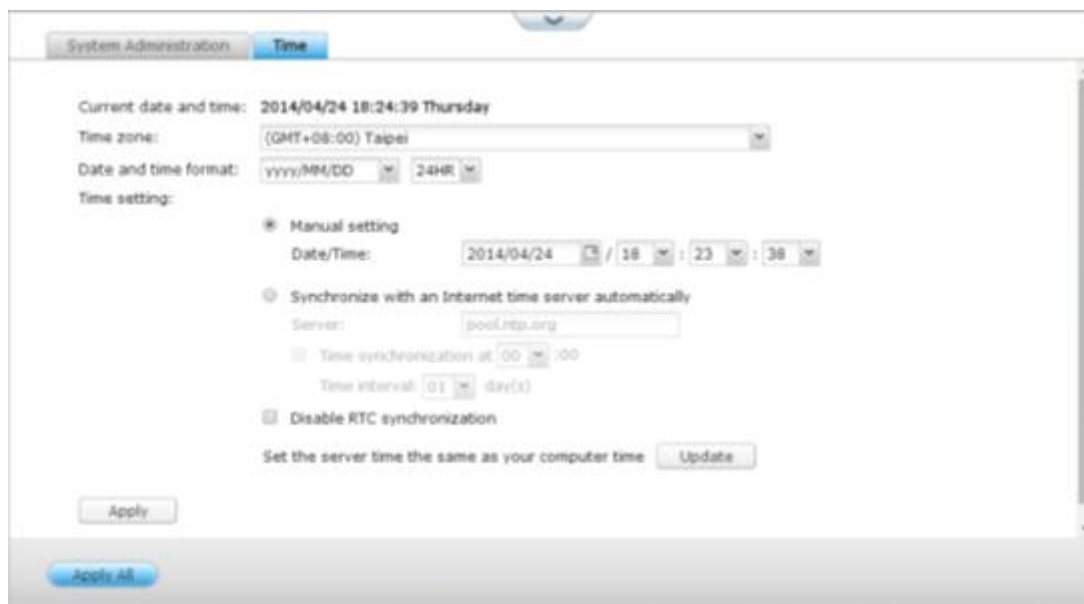 System Administration Time
Current date and time: 2014/04/24 18:24:39 Thursday
Time zone: (GMT+08:00) Taipei
Date and time format: yyyy/MM/DD 24HR
Time setting:
Manual setting
Date/Time: 2014/04/24 / 18 : 23 : 38
Synchronize with an Internet time server automatically
Server: pool.ntp.org
Time synchronization at 00 :00
Time interval: 01 day(s)
Disable RTC synchronization
Set the server time the same as your computer time Update
Apply
Apply All